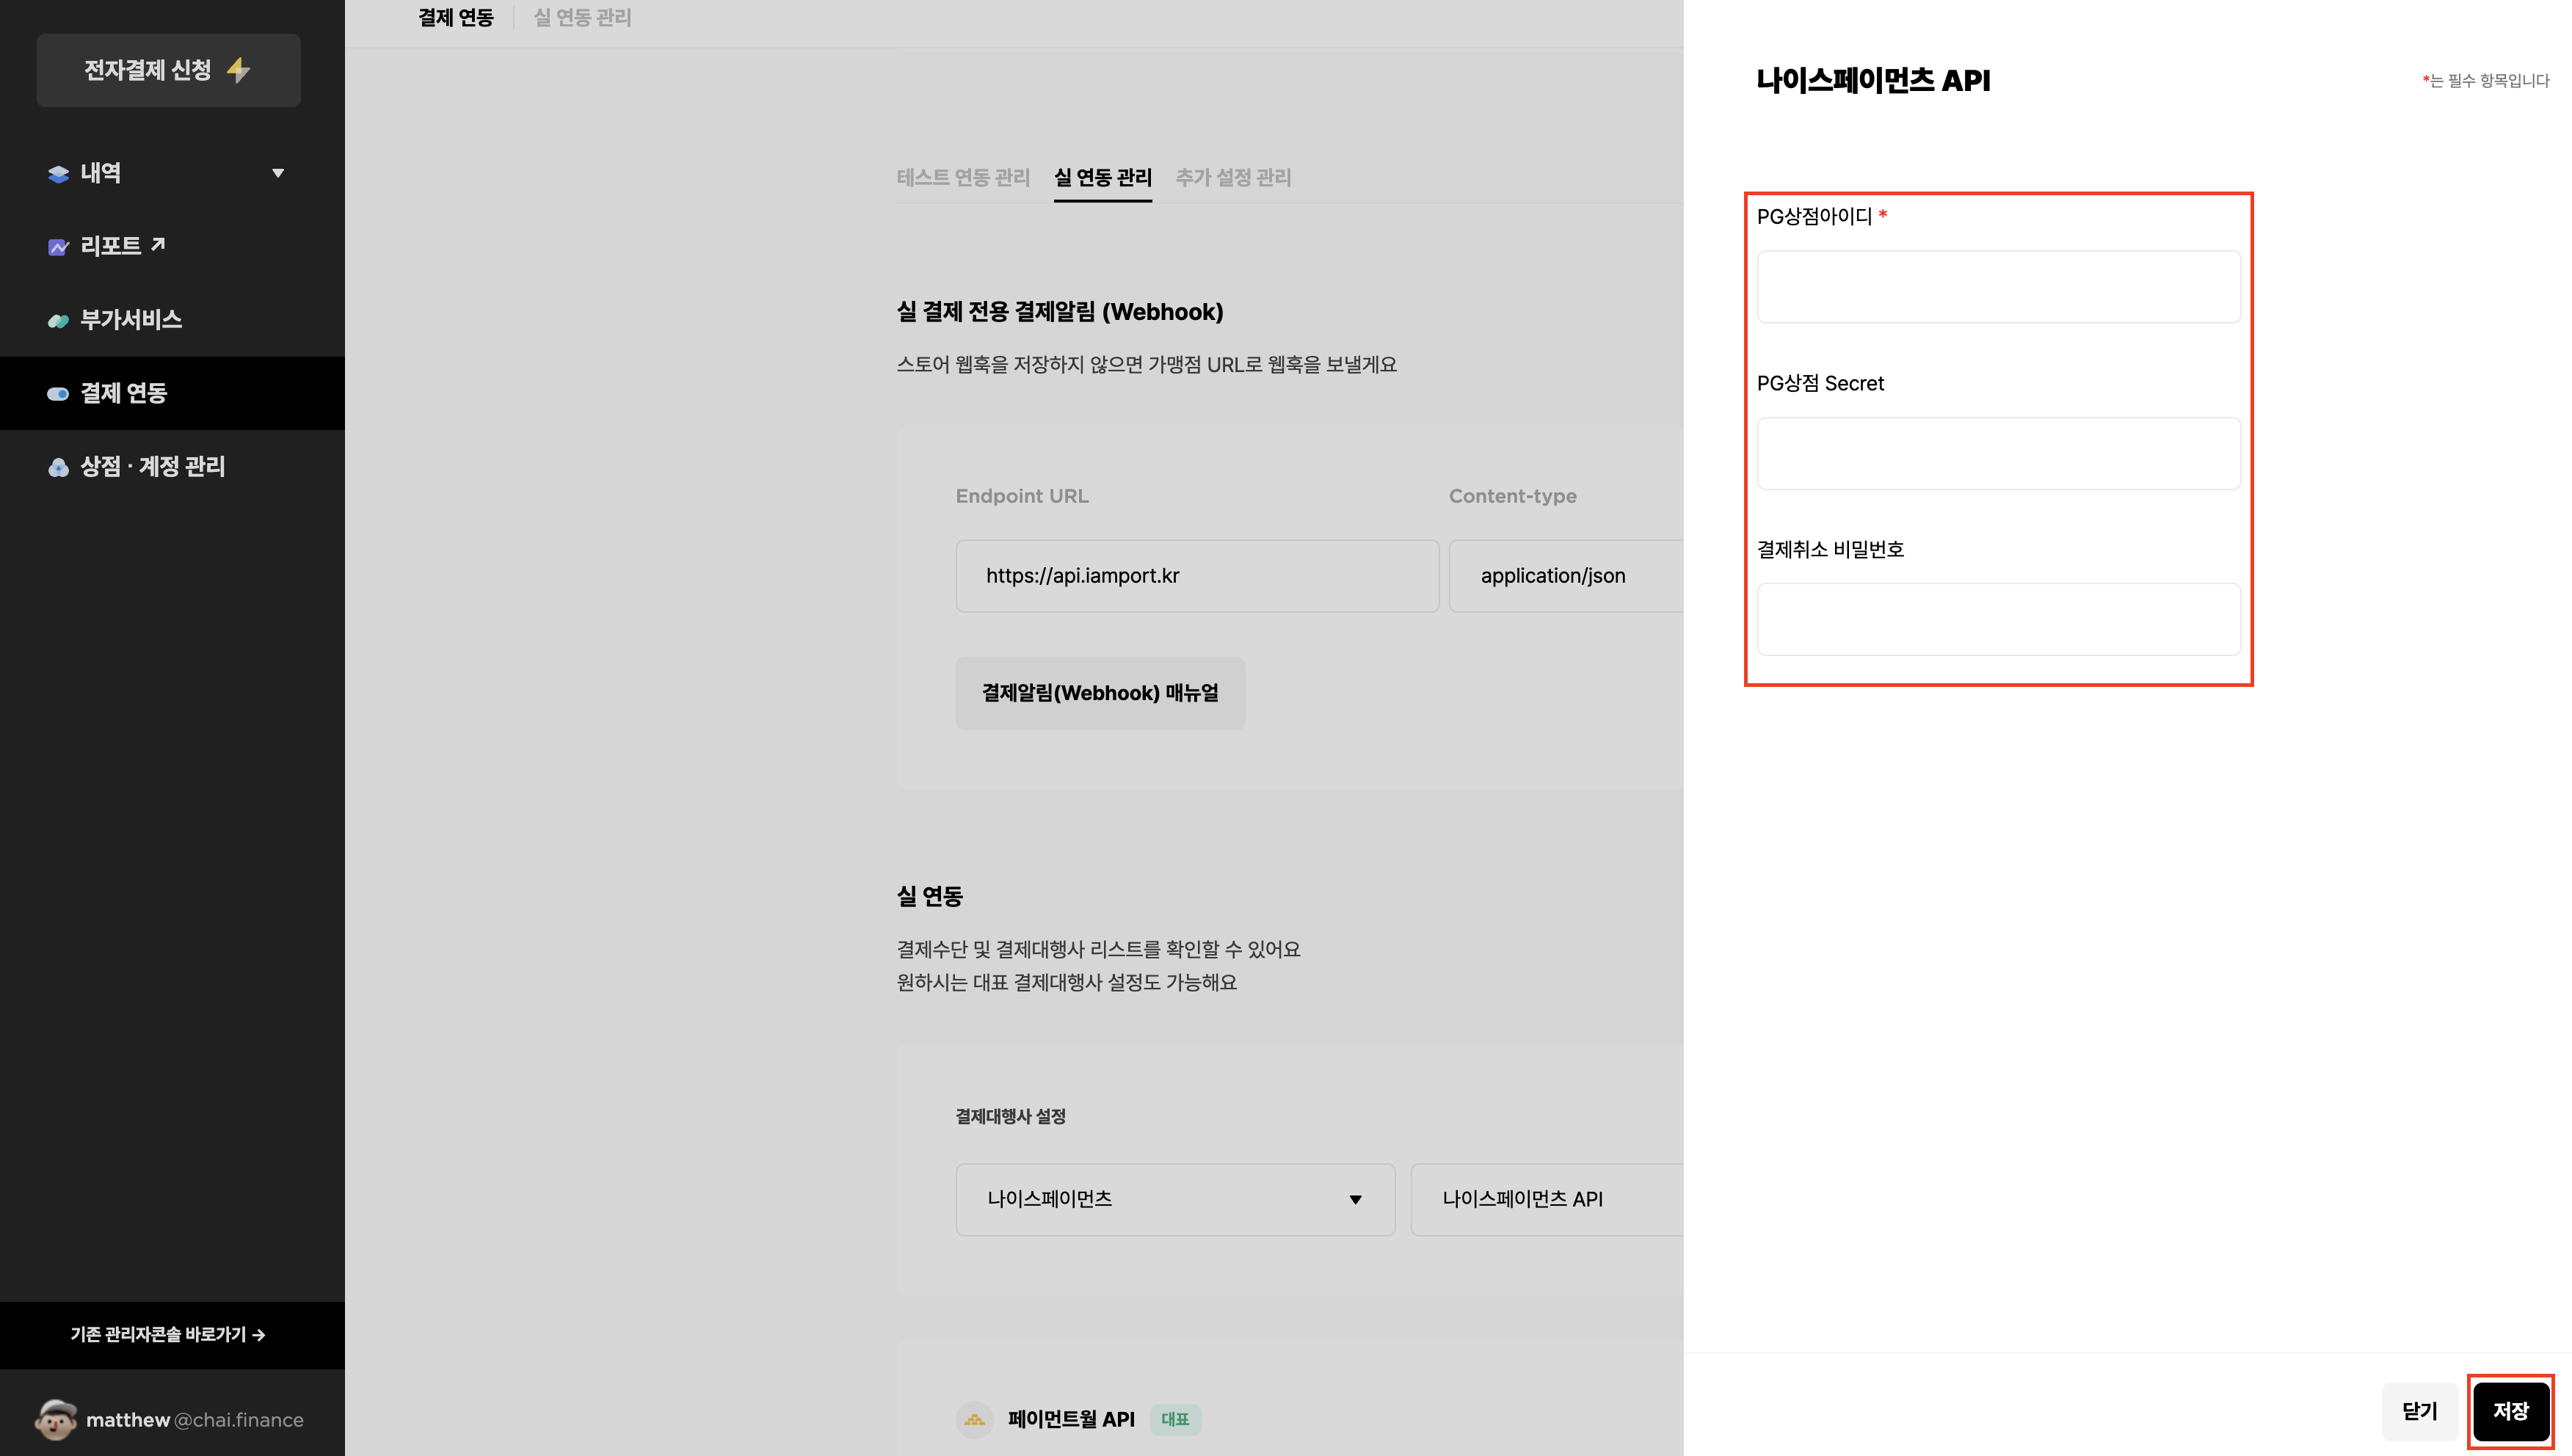 전자결제 신청
내역
리포트
부가서비스
결제 연동
상점 · 계정 관리
기존 관리자콘솔 바로가기 →
matthew @chai.finance
결제 연동
실 연동 관리
테스트 연동 관리
실 연동 관리
추가 설정 관리
실 결제 전용 결제알림 (Webhook)
스토어 웹훅을 저장하지 않으면 가맹점 URL로 웹훅을 보낼게요
Endpoint URL
Content-type
https://api.iamport.kr
application/json
결제알림(Webhook) 매뉴얼
실 연동
결제수단 및 결제대행사 리스트를 확인할 수 있어요
원하시는 대표 결제대행사 설정도 가능해요
결제대행사 설정
나이스페이먼츠
나이스페이먼츠 API
페이먼트월 API
대표
나이스페이먼츠 API
*는 필수 항목입니다
PG상점아이디 *
PG상점 Secret
결제취소 비밀번호
닫기
저장